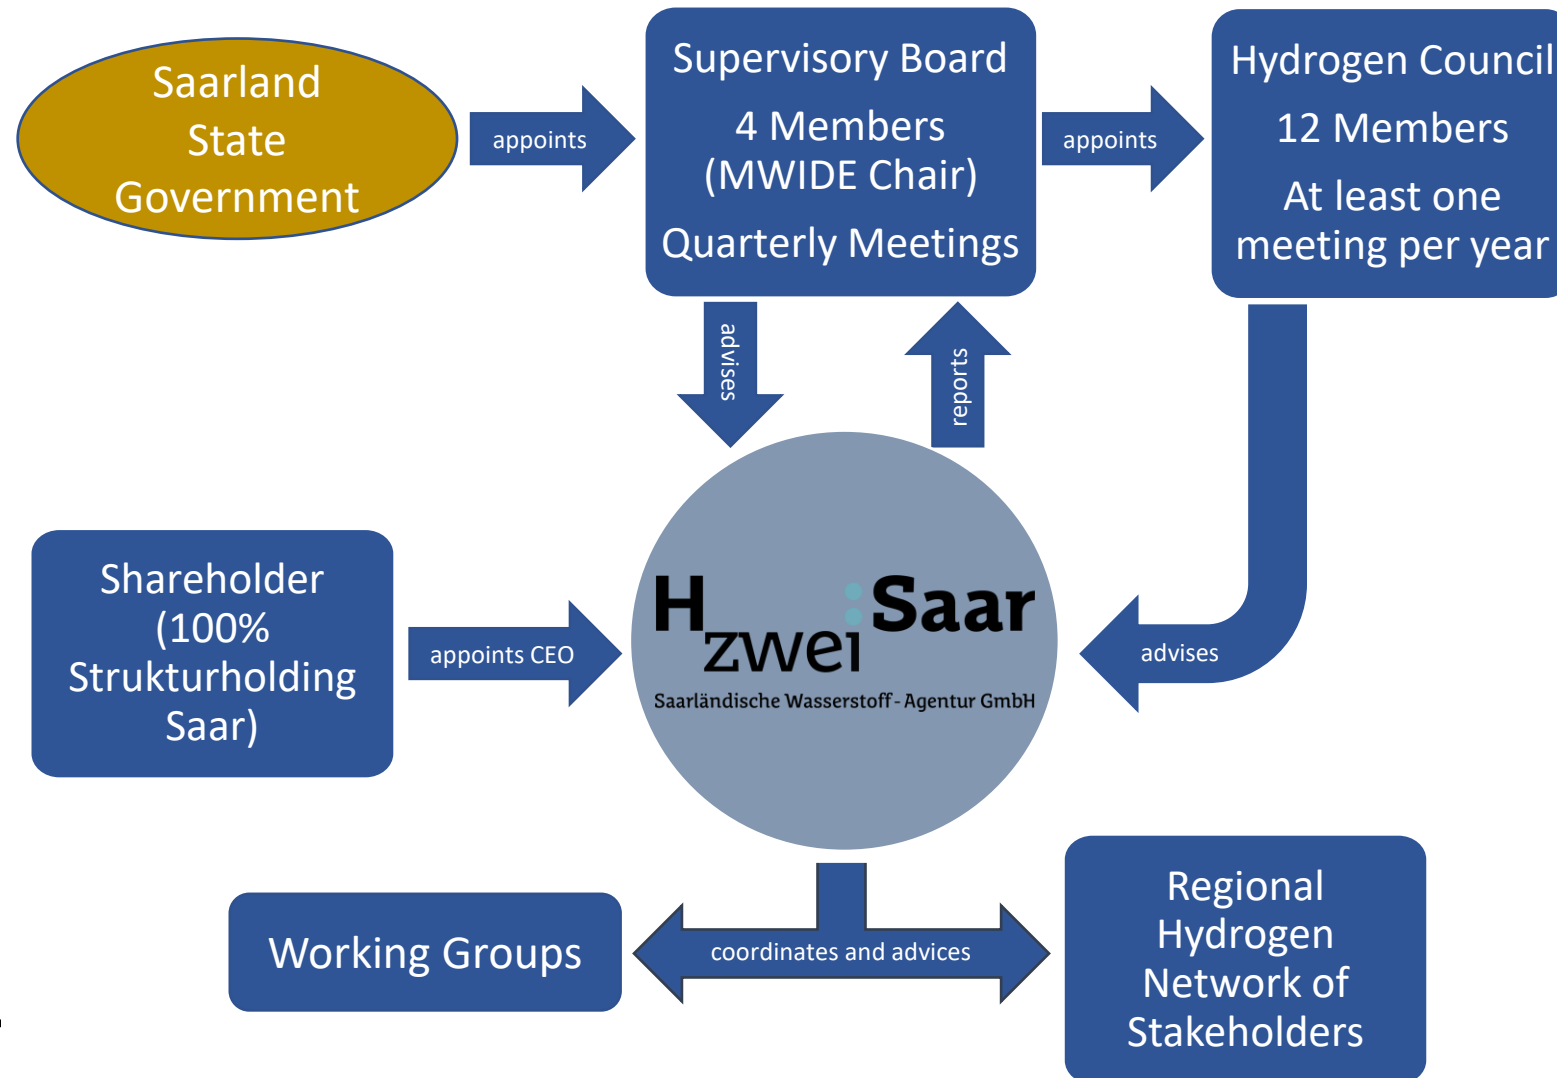 Saarland
State
Government
appoints
Supervisory Board
4 Members
(MWIDE Chair)
Quarterly Meetings
appoints
Hydrogen Council
12 Members
At least one
meeting per year
advises
reports
Shareholder
(100%
Strukturholding
Saar)
appoints CEO
H
zwei
Saar
Saarländische Wasserstoff-Agentur GmbH
advises
Working Groups
coordinates and advices
Regional
Hydrogen
Network of
Stakeholders